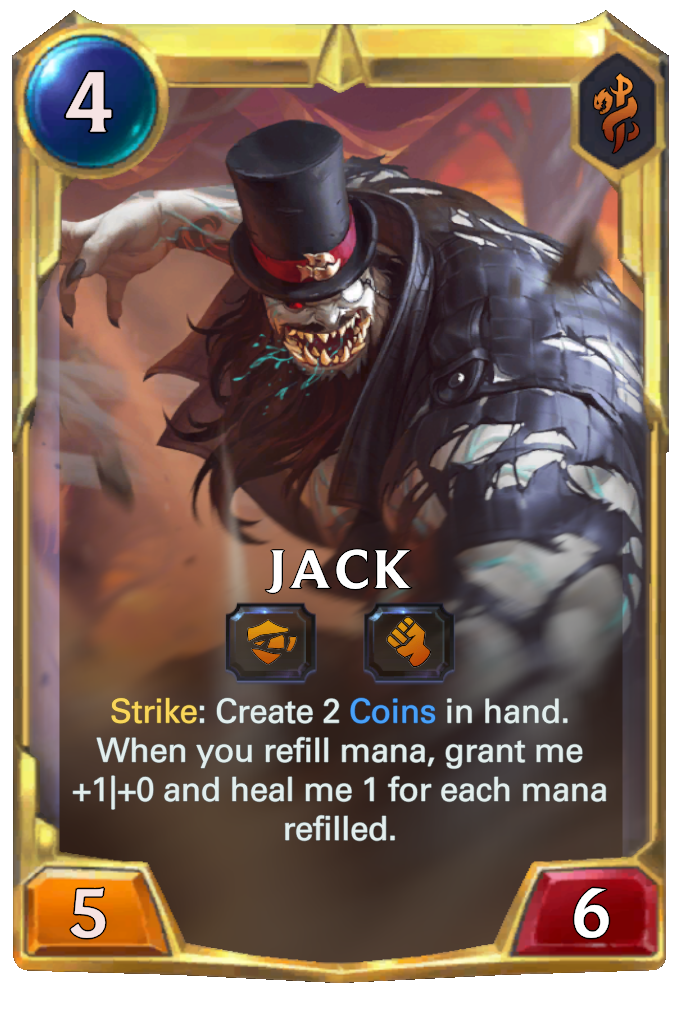 4
JACK
Strike: Create 2 Coins in hand.
When you refill mana, grant me
+1|+0 and heal me 1 for each mana
refilled.
5 6